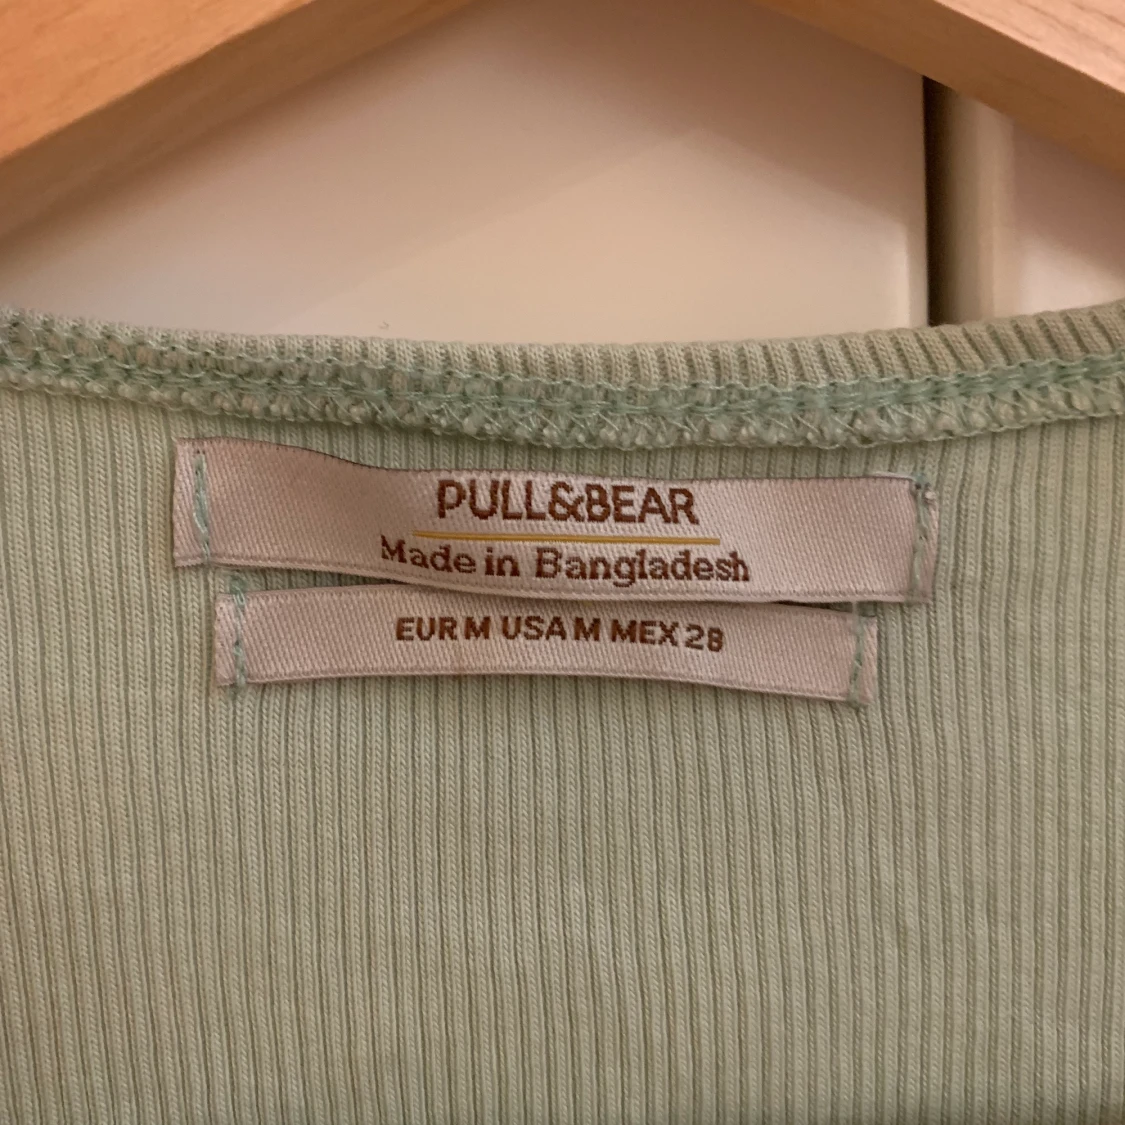 PULL&BEAR
Made in Bangladesh
EUR M USA M MEX 28